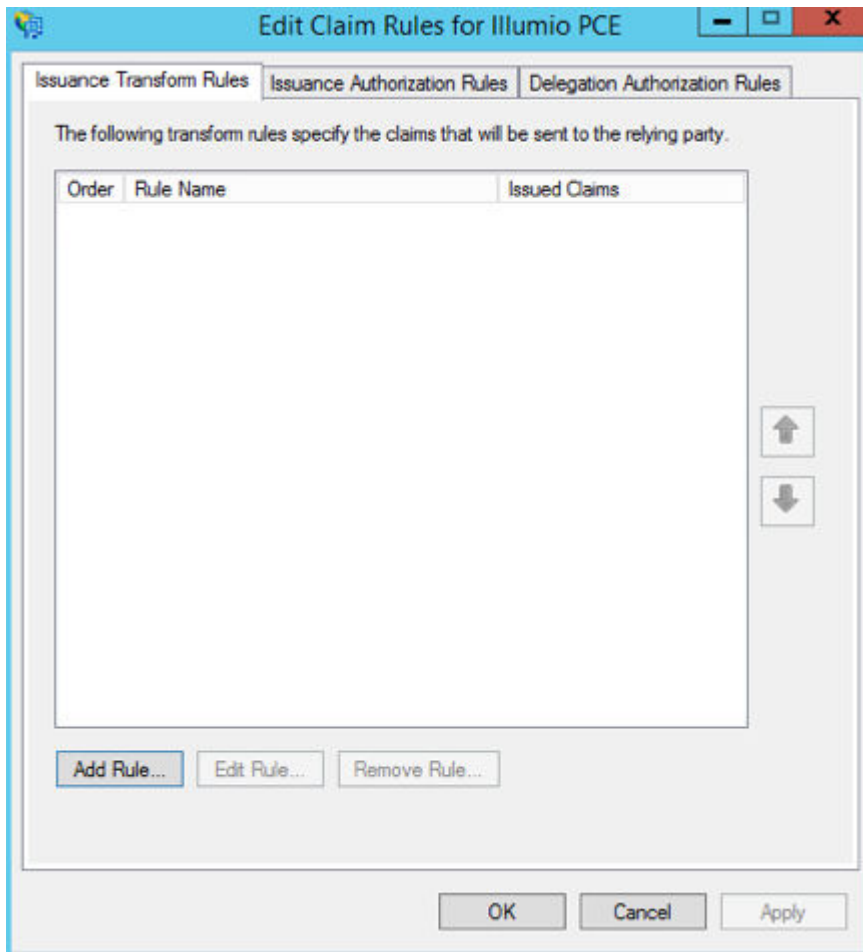 Edit Claim Rules for Illumio PCE
Issuance Transform Rules Issuance Authorization Rules Delegation Authorization Rules
The following transform rules specify the claims that will be sent to the relying party.
Order Rule Name Issued Claims
Add Rule... Edit Rule... Remove Rule...
OK Cancel Apply